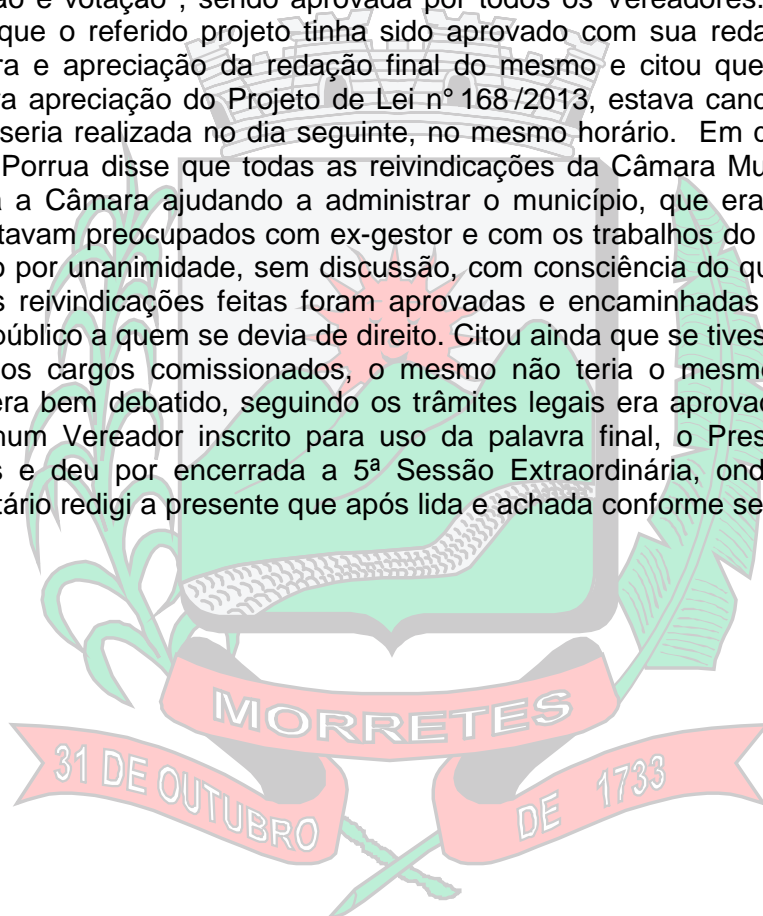 ão e votação , sendo aprovada por todos os Vereadores.
que o referido projeto tinha sido aprovado com sua reda
ra e apreciação da redação final do mesmo e citou que
va apreciação do Projeto de Lei n° 168 /2013, estava canc
seria realizada no dia seguinte, no mesmo horário. Em d
Porrua disse que todas as reivindicações da Câmara Mu
a a Câmara ajudando a administrar o município, que era
tavam preocupados com ex-gestor e com os trabalhos do
o por unanimidade, sem discussão, com consciência do qu
s reivindicações feitas foram aprovadas e encaminhadas
público a quem se devia de direito. Citou ainda que se tives
os cargos comissionados, o mesmo não teria o mesmo
era bem debatido, seguindo os trâmites legais era aprovad
num Vereador inscrito para uso da palavra final, o Pres
s e deu por encerrada a 5ª Sessão Extraordinária, ond
tário redigi a presente que após lida e achada conforme se
MORRETES
31 DE OUTUBRO DE 1733